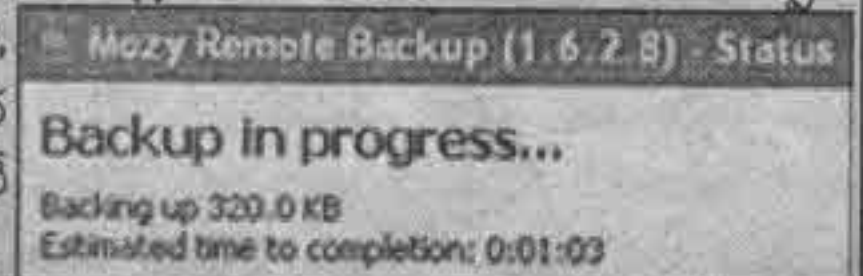 Mozy Remote Backup (1.6.2.8) - Status
Backup in progress...
Backing up 320.0 KB
Estimated time to completion: 0:01:03